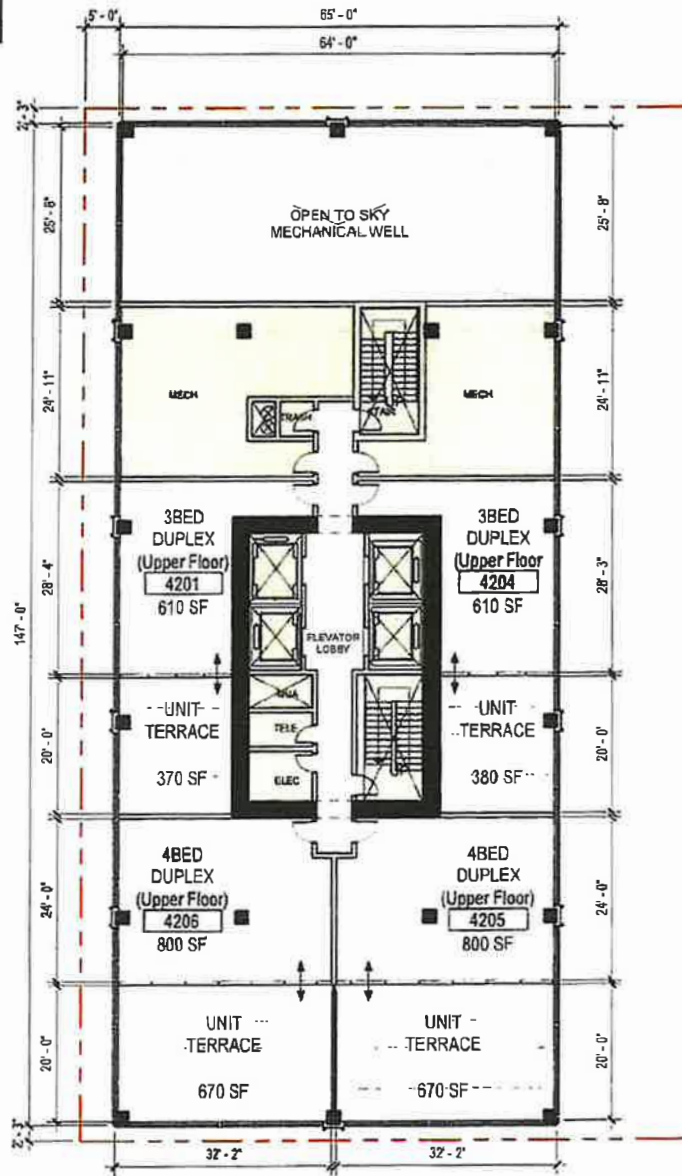 5'-0"
65'-0"
64'-0"
2'-3"
25'-8"
25'-8"
OPEN TO SKY
MECHANICAL WELL
24'-11"
24'-11"
MECH
MECH
TRASH
STAIR
3BED
DUPLEX
(Upper Floor)
4201
610 SF
3BED
DUPLEX
(Upper Floor
4204
610 SF
28'-4"
28'-3"
147'-0"
ELEVATOR
LOBBY
UNIT
TERRACE
370 SF
UNIT
TERRACE
380 SF
20'-0"
20'-0"
TELE
ELEC
4BED
DUPLEX
(Upper Floor)
4206
800 SF
4BED
DUPLEX
(Upper Floor)
4205
800 SF
24'-0"
24'-0"
UNIT
TERRACE
670 SF
UNIT
TERRACE
670 SF
20'-0"
20'-0"
2'-3"
32'-2"
32'-2"